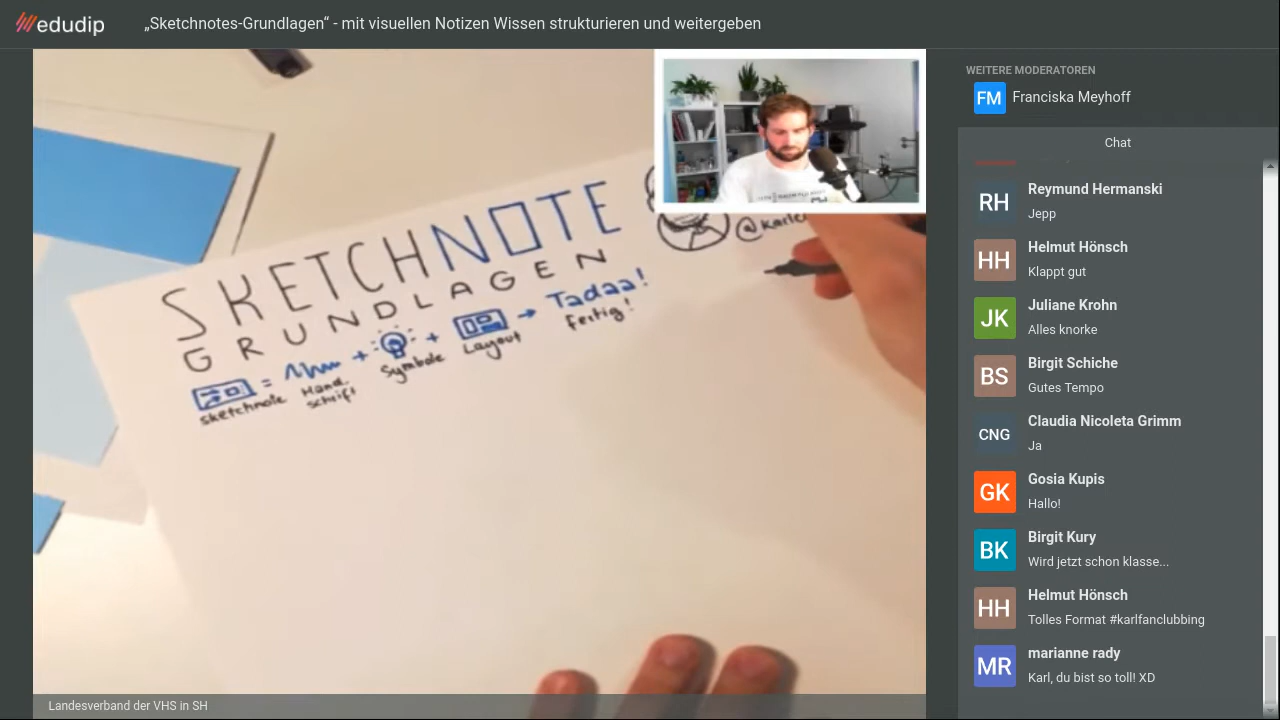 edudip
„Sketchnotes-Grundlagen“ - mit visuellen Notizen Wissen strukturieren und weitergeben
SKETCHNOTE
GRUNDLAGEN
sketchnote = Hand-
schrift
+ Symbole + Layout → Tadaa!
fertig!
Landesverband der VHS in SH
WEITERE MODERATOREN
FM Franciska Meyhoff
Chat
RH Reymund Hermanski
Jepp
HH Helmut Hönsch
Klappt gut
JK Juliane Krohn
Alles knorke
BS Birgit Schiche
Gutes Tempo
CNG Claudia Nicoleta Grimm
Ja
GK Gosia Kupis
Hallo!
BK Birgit Kury
Wird jetzt schon klasse...
HH Helmut Hönsch
Tolles Format #karlfanclubbing
MR marianne rady
Karl, du bist so toll! XD